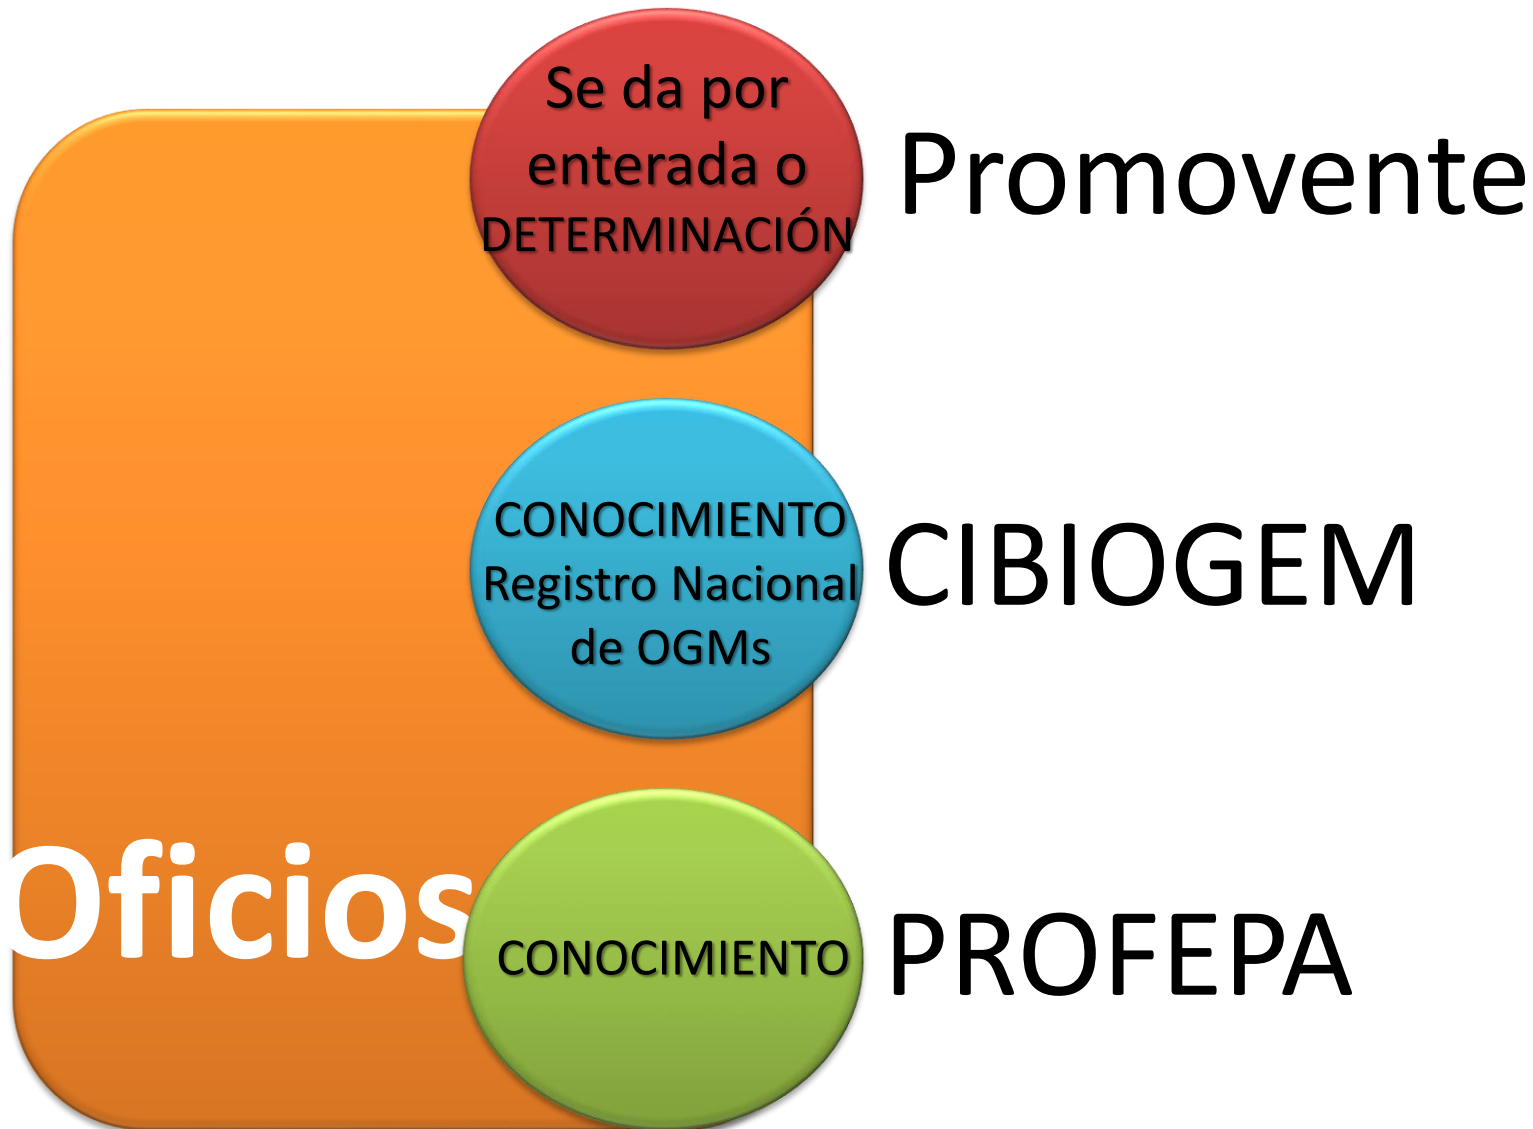 Se da por
enterada o
DETERMINACIÓN
Promovente
CONOCIMIENTO
Registro Nacional
de OGMs
CIBIOGEM
Oficios
CONOCIMIENTO
PROFEPA